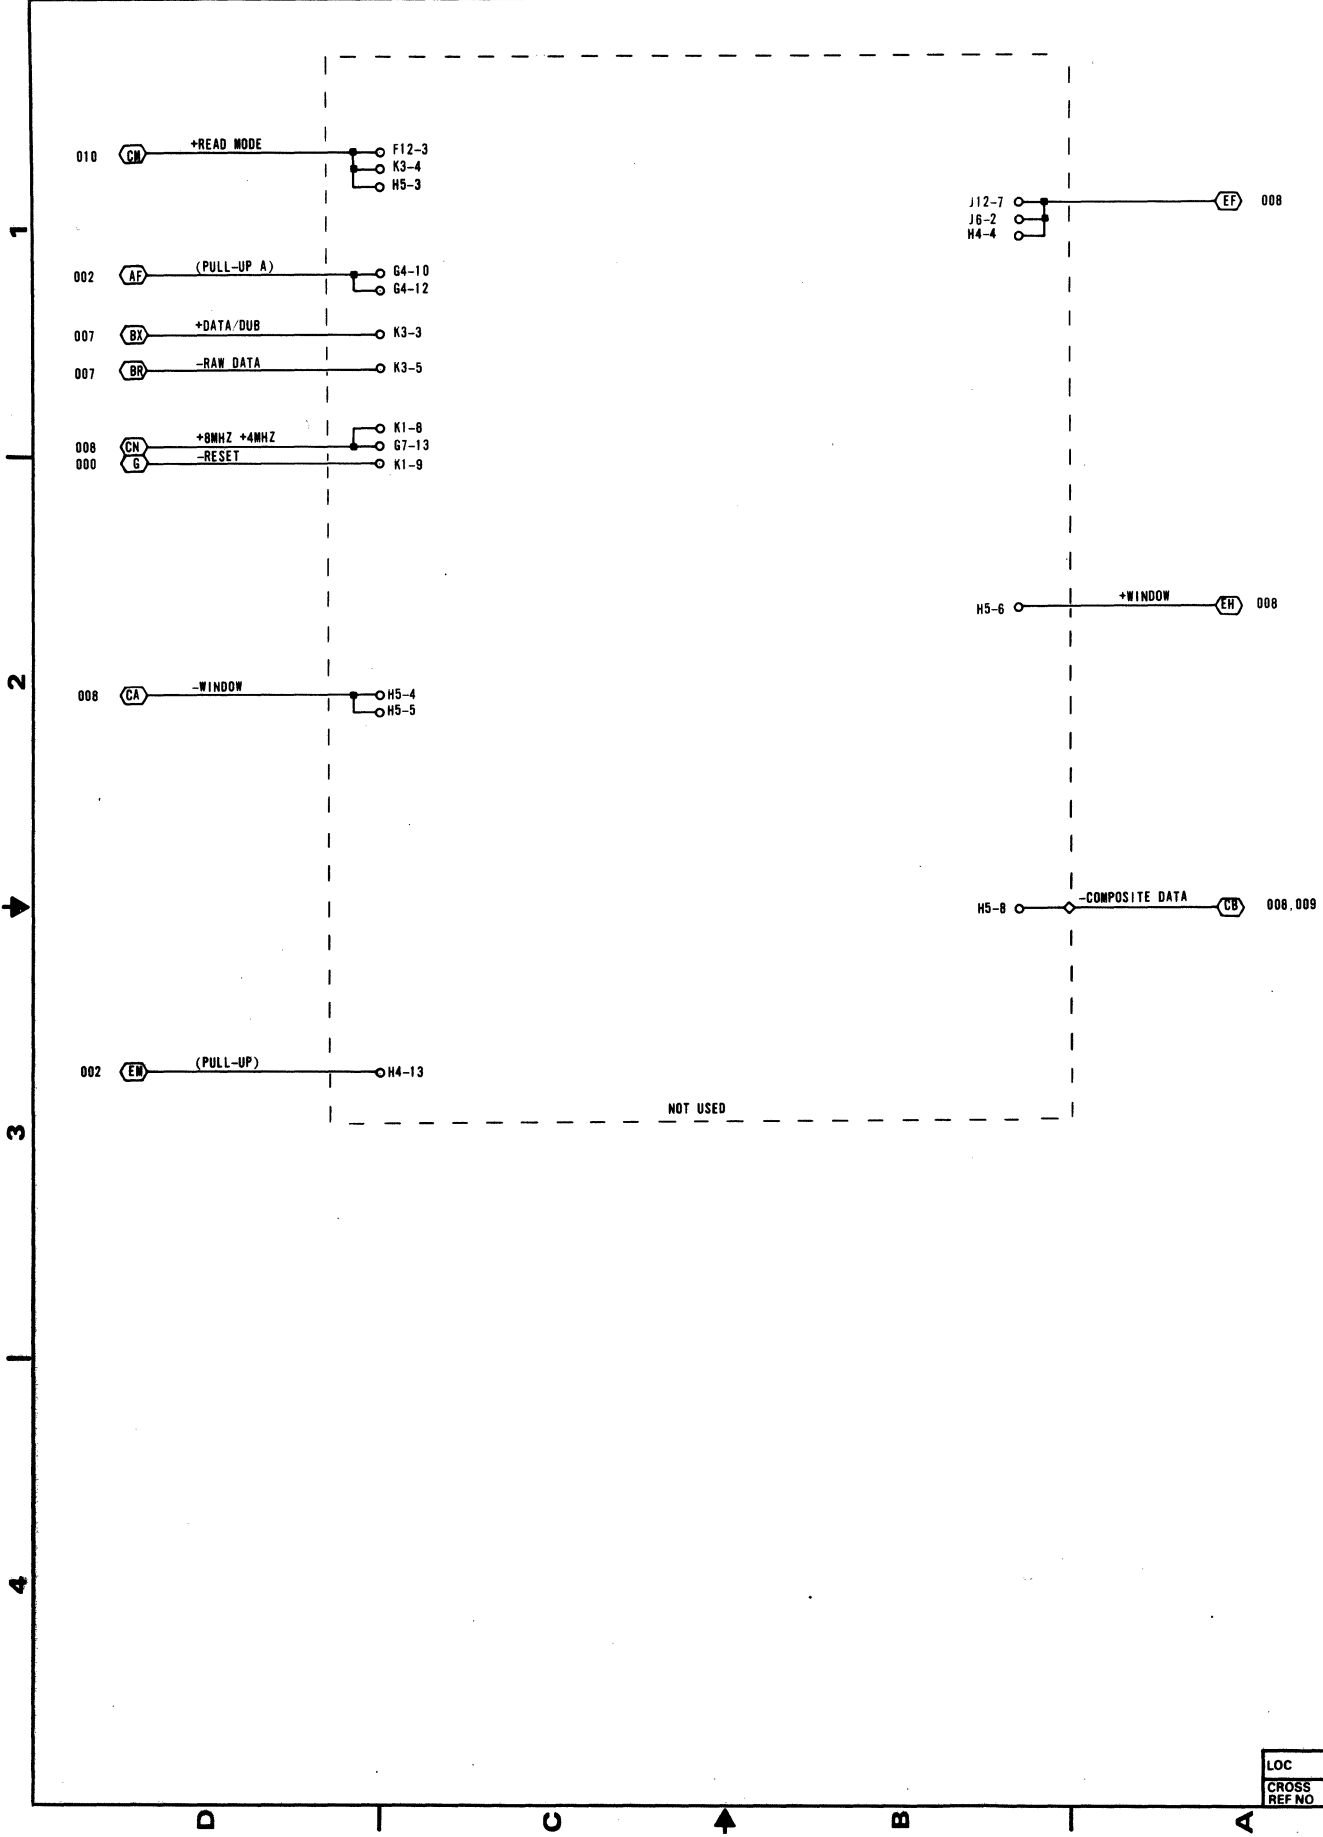 +READ MODE
010 CM
F12-3
K3-4
H5-3
J12-7
J6-2
H4-4
EF 008
1
(PULL-UP A)
002 AF
G4-10
G4-12
+DATA/DUB
007 BX
K3-3
-RAW DATA
007 BR
K3-5
+8MHZ +4MHZ
008 CN
K1-8
G7-13
-RESET
000 G
K1-9
H5-6
+WINDOW
EH 008
2
-WINDOW
008 CA
H5-4
H5-5
H5-8
-COMPOSITE DATA
CB 008,009
(PULL-UP)
002 EM
H4-13
NOT USED
3
4
LOC
CROSS
REF NO
D C B A